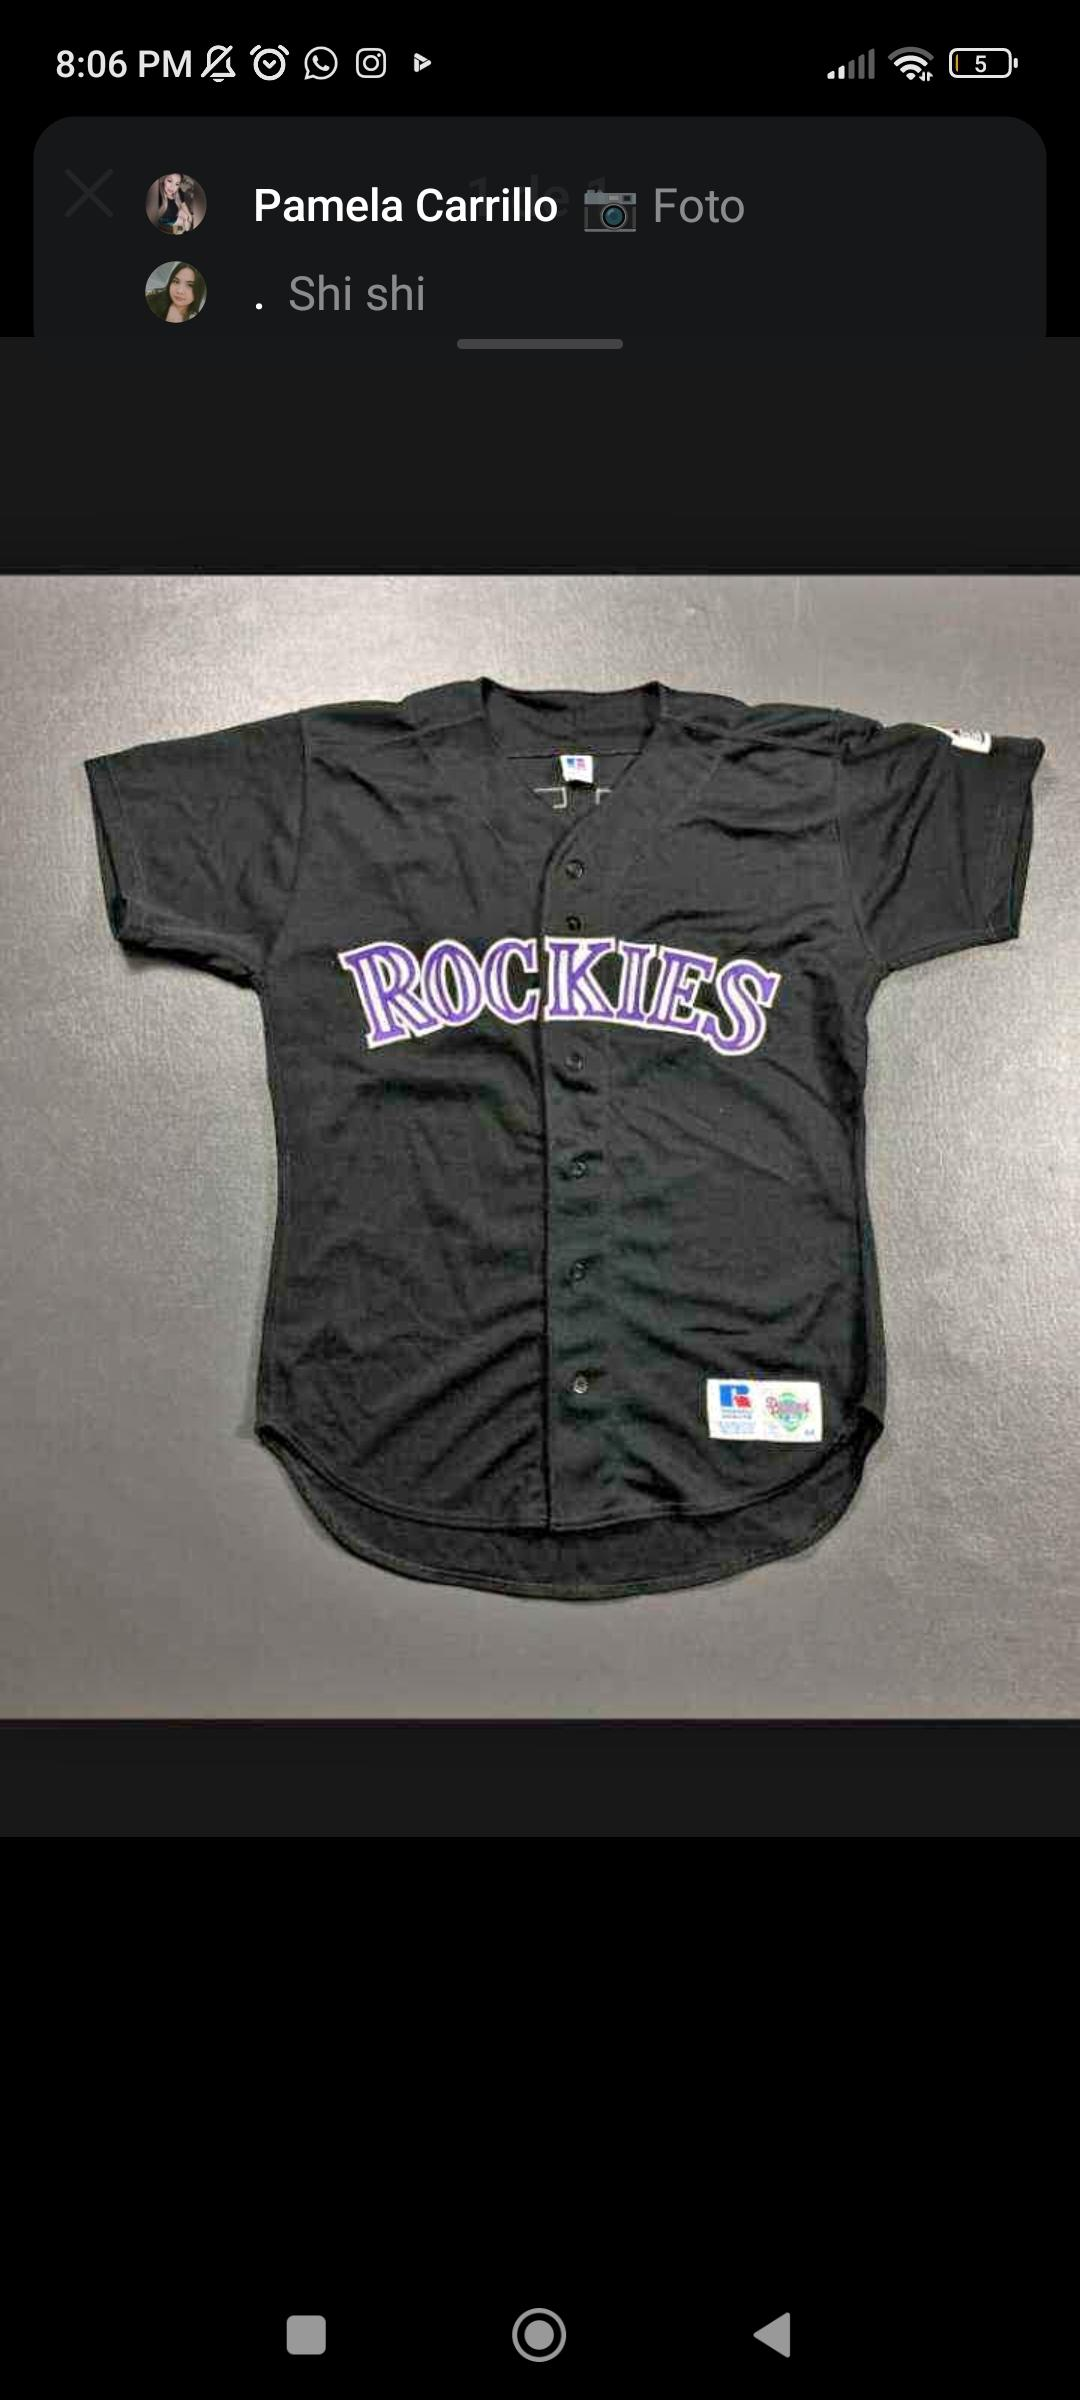 8:06 PM
5
Pamela Carrillo 📷 Foto
. Shi shi
ROCKIES